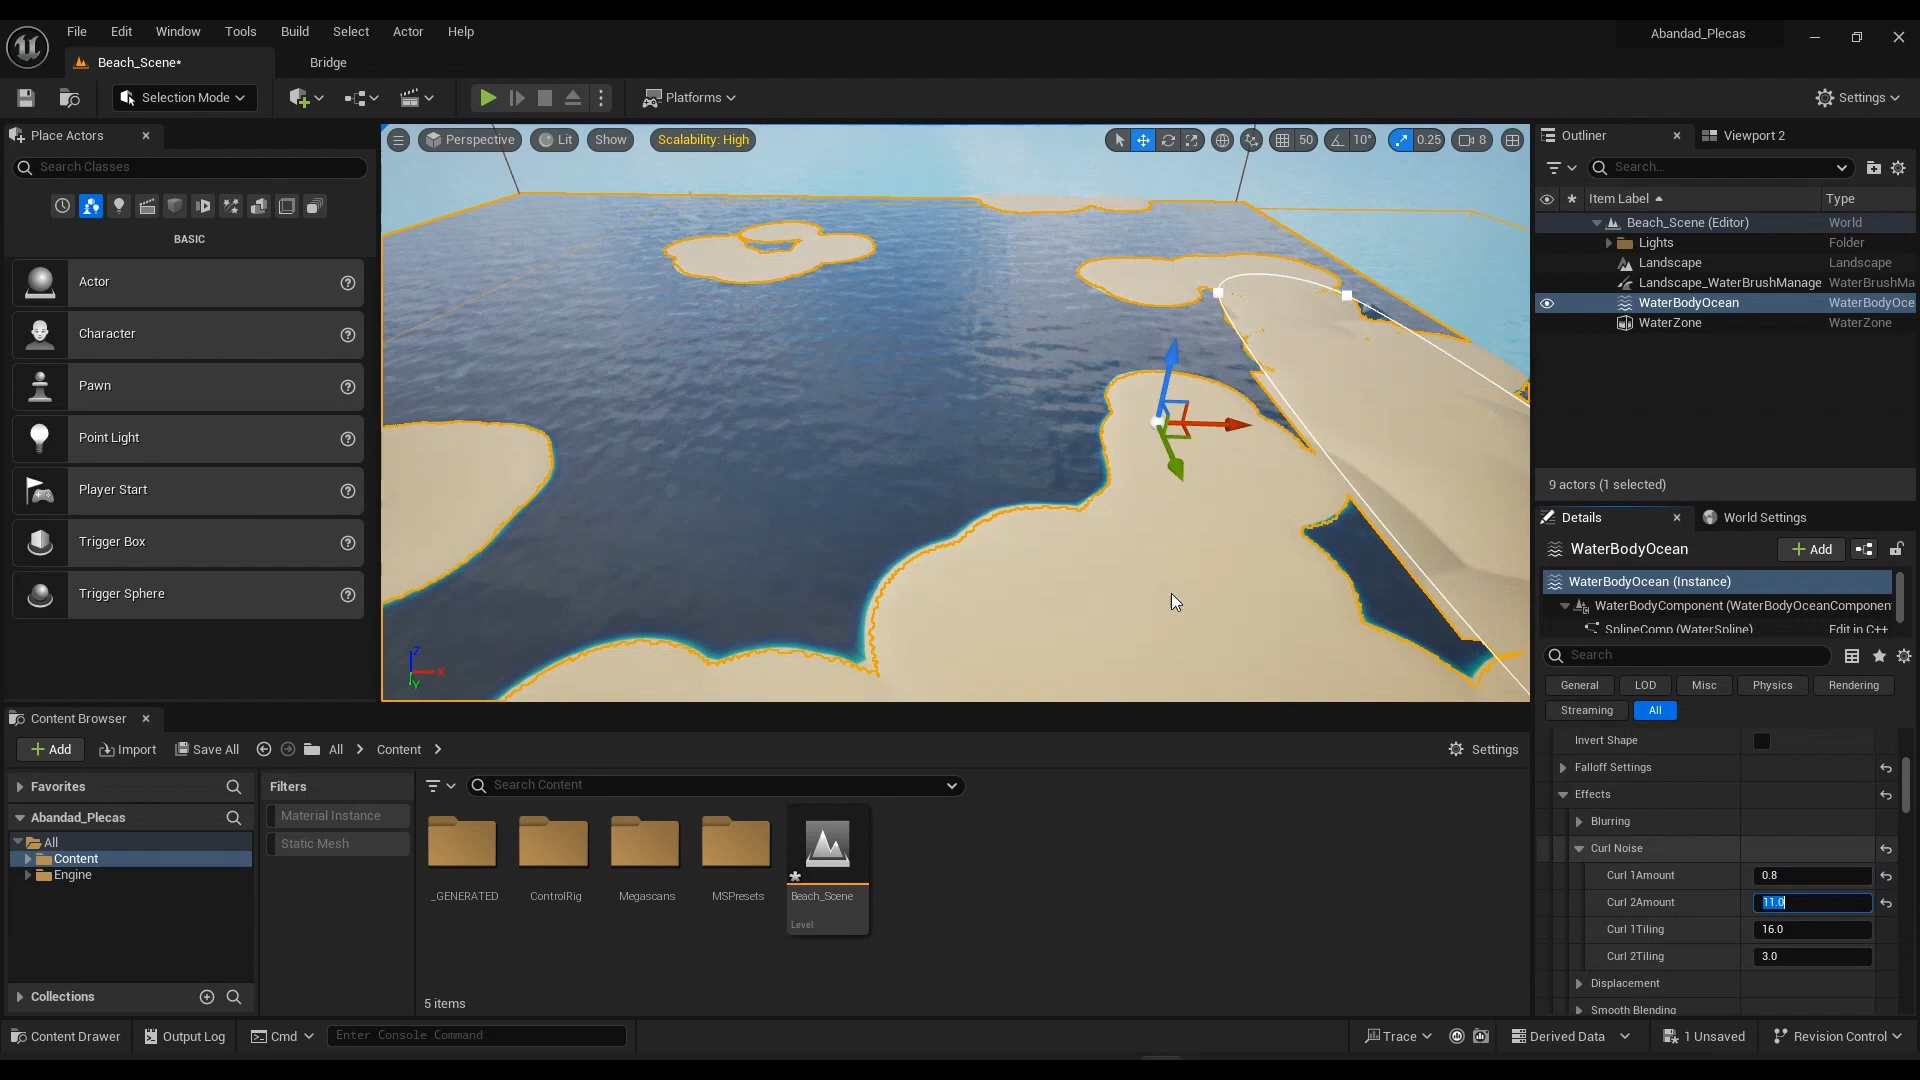 File Edit Window Tools Build Select Actor Help
Abandad_Plecas
Beach_Scene*
Bridge
Selection Mode
Platforms
Settings
Place Actors
Search Classes
BASIC
Actor
Character
Pawn
Point Light
Player Start
Trigger Box
Trigger Sphere
Perspective
Lit
Show
Scalability: High
50
10°
0.25
8
Z
X
Y
Outliner
Viewport 2
Search...
Item Label
Type
Beach_Scene (Editor) World
Lights Folder
Landscape Landscape
Landscape_WaterBrushManage WaterBrushMa
WaterBodyOcean WaterBodyOce
WaterZone WaterZone
9 actors (1 selected)
Details
World Settings
WaterBodyOcean
Add
WaterBodyOcean (Instance)
WaterBodyComponent (WaterBodyOceanComponen
SplineComp (WaterSpline) Edit in C++
Search
General LOD Misc Physics Rendering
Streaming All
Invert Shape
Falloff Settings
Effects
Blurring
Curl Noise
Curl 1Amount 0.8
Curl 2Amount 11.0
Curl 1Tiling 16.0
Curl 2Tiling 3.0
Displacement
Smooth Blending
Content Browser
Add
Import
Save All
All
Content
Settings
Favorites
Abandad_Plecas
All
Content
Engine
Collections
Filters
Material Instance
Static Mesh
Search Content
_GENERATED
ControlRig
Megascans
MSPresets
Beach_Scene
Level
5 items
Content Drawer
Output Log
Cmd
Enter Console Command
Trace
Derived Data
1 Unsaved
Revision Control